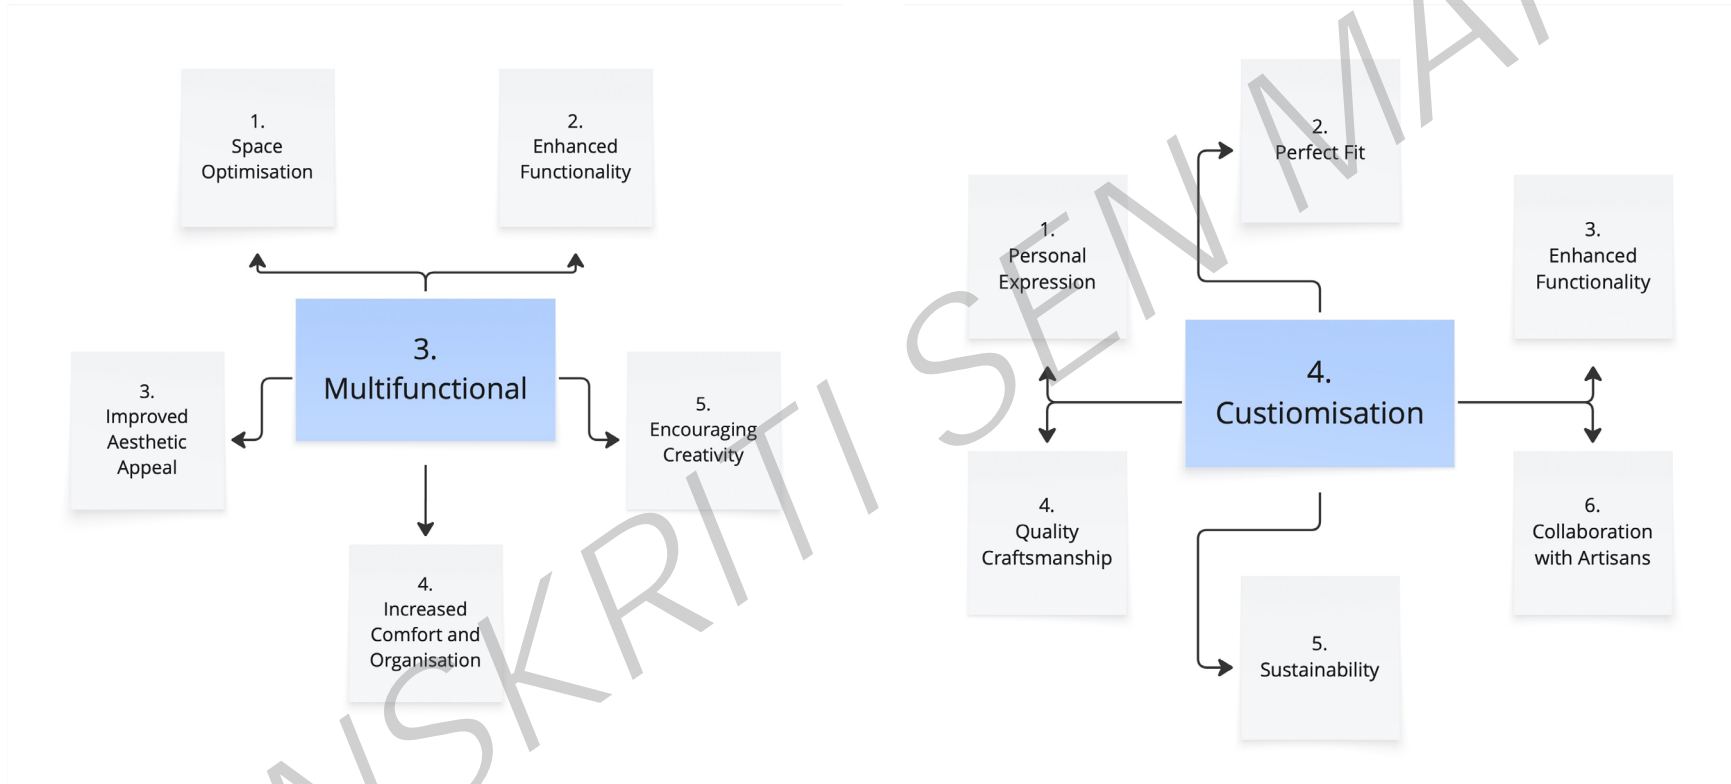 1.
Space
Optimisation
2.
Enhanced
Functionality
3.
Multifunctional
3.
Improved
Aesthetic
Appeal
5.
Encouraging
Creativity
4.
Increased
Comfort and
Organisation
2.
Perfect Fit
1.
Personal
Expression
3.
Enhanced
Functionality
4.
Custiomisation
4.
Quality
Craftsmanship
6.
Collaboration
with Artisans
5.
Sustainability
SEN